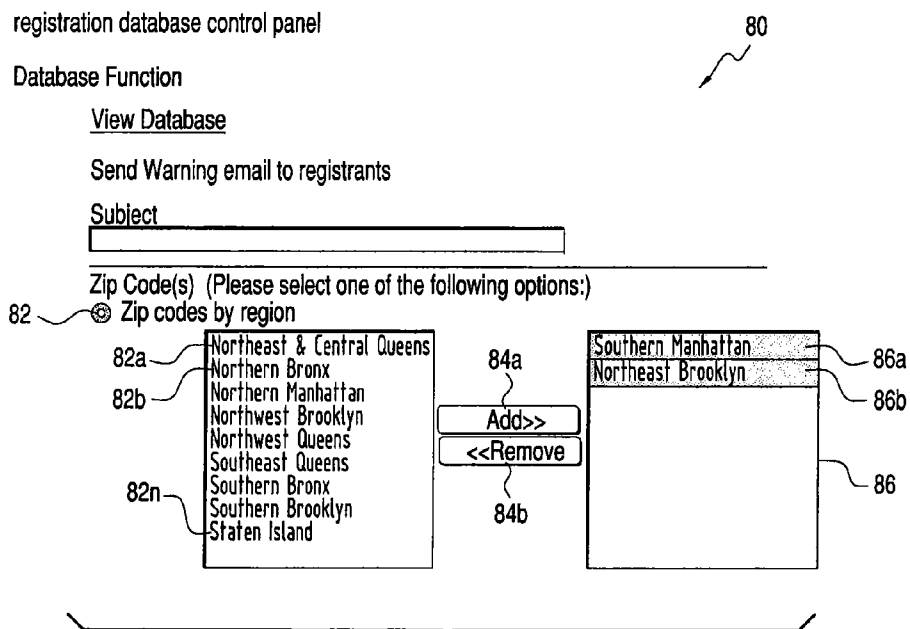 registration database control panel
80
Database Function
View Database
Send Warning email to registrants
Subject
Zip Code(s) (Please select one of the following options:)
82
Zip codes by region
82a
Northeast & Central Queens
82b
Northern Bronx
Northern Manhattan
Northwest Brooklyn
Northwest Queens
Southeast Queens
Southern Bronx
Southern Brooklyn
82n
Staten Island
84a
Add>>
<<Remove
84b
Southern Manhattan
86a
Northeast Brooklyn
86b
86